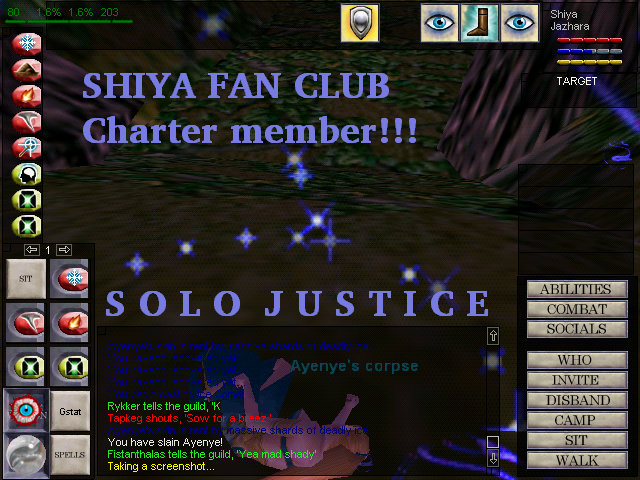 80 1.6% 1.6% 203
Shiya
Jazhara
TARGET
SHIYA FAN CLUB
Charter member!!!
1
SIT
SOLO JUSTICE
Ayenye's corpse
Rykker tells the guild, 'K
Tapkeg shouts, 'Sow for a breez'
You have slain Ayenye!
Fistanthalas tells the guild, 'Yea mad shady'
Taking a screenshot...
Gstat
SPELLS
ABILITIES
COMBAT
SOCIALS
WHO
INVITE
DISBAND
CAMP
SIT
WALK